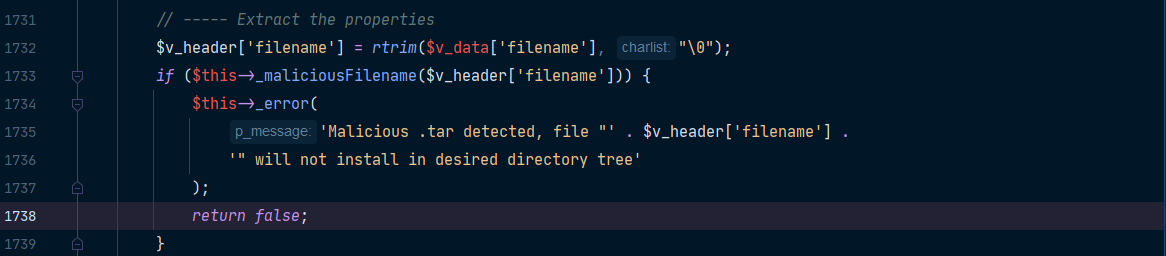 1731 // ----- Extract the properties
1732 $v_header['filename'] = rtrim($v_data['filename'], charlist: "\0");
1733 if ($this->_maliciousFilename($v_header['filename'])) {
1734 $this->_error(
1735 p_message: 'Malicious .tar detected, file "' . $v_header['filename'] .
1736 '" will not install in desired directory tree'
1737 );
1738 return false;
1739 }